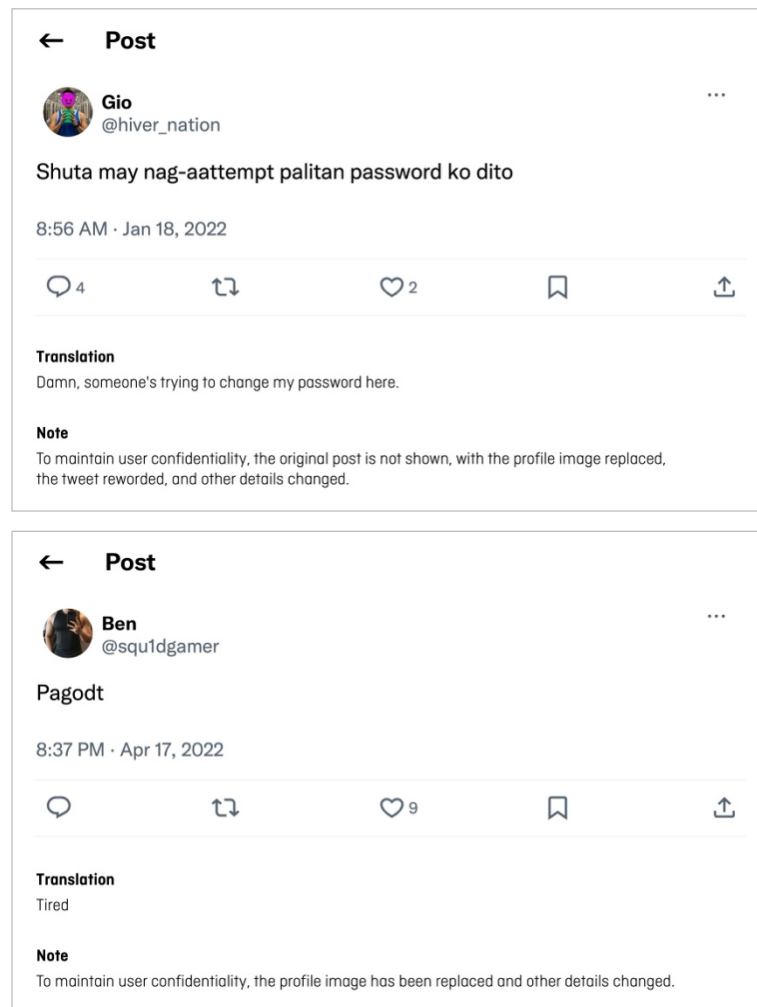 ← Post
Gio
@hiver_nation
...
Shuta may nag-aattempt palitan password ko dito
8:56 AM · Jan 18, 2022
4 2
Translation
Damn, someone's trying to change my password here.
Note
To maintain user confidentiality, the original post is not shown, with the profile image replaced,
the tweet reworded, and other details changed.
← Post
Ben
@squ1dgamer
...
Pagodt
8:37 PM · Apr 17, 2022
9
Translation
Tired
Note
To maintain user confidentiality, the profile image has been replaced and other details changed.